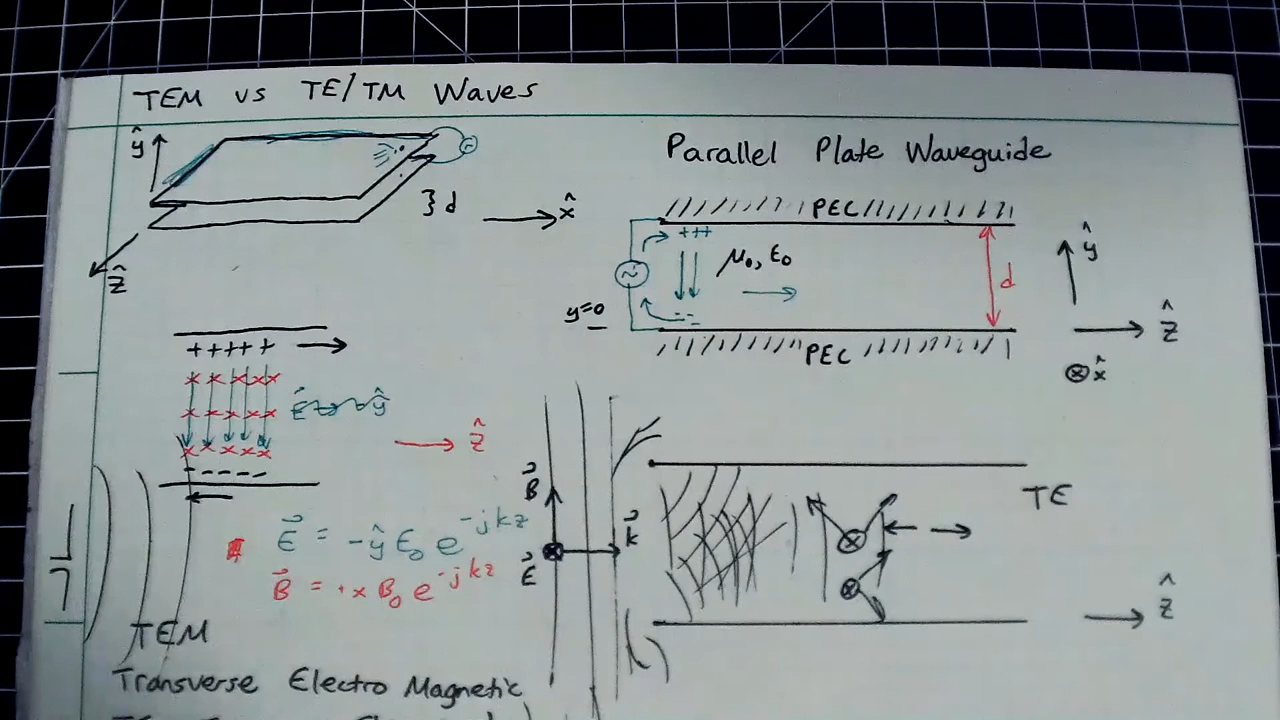 TEM vs TE/TM Waves
ŷ
} d
x̂
ẑ
Parallel Plate Waveguide
PEC
+++
μ₀, ε₀
d
y=0
--
PEC
ŷ
ẑ
x̂
+++++
ẑ
-----
E⃗ = -ŷ E₀ e^-jkz
B⃗ = +x B₀ e^-jkz
B⃗
k⃗
E⃗
TE
ẑ
TEM
Transverse Electro Magnetic